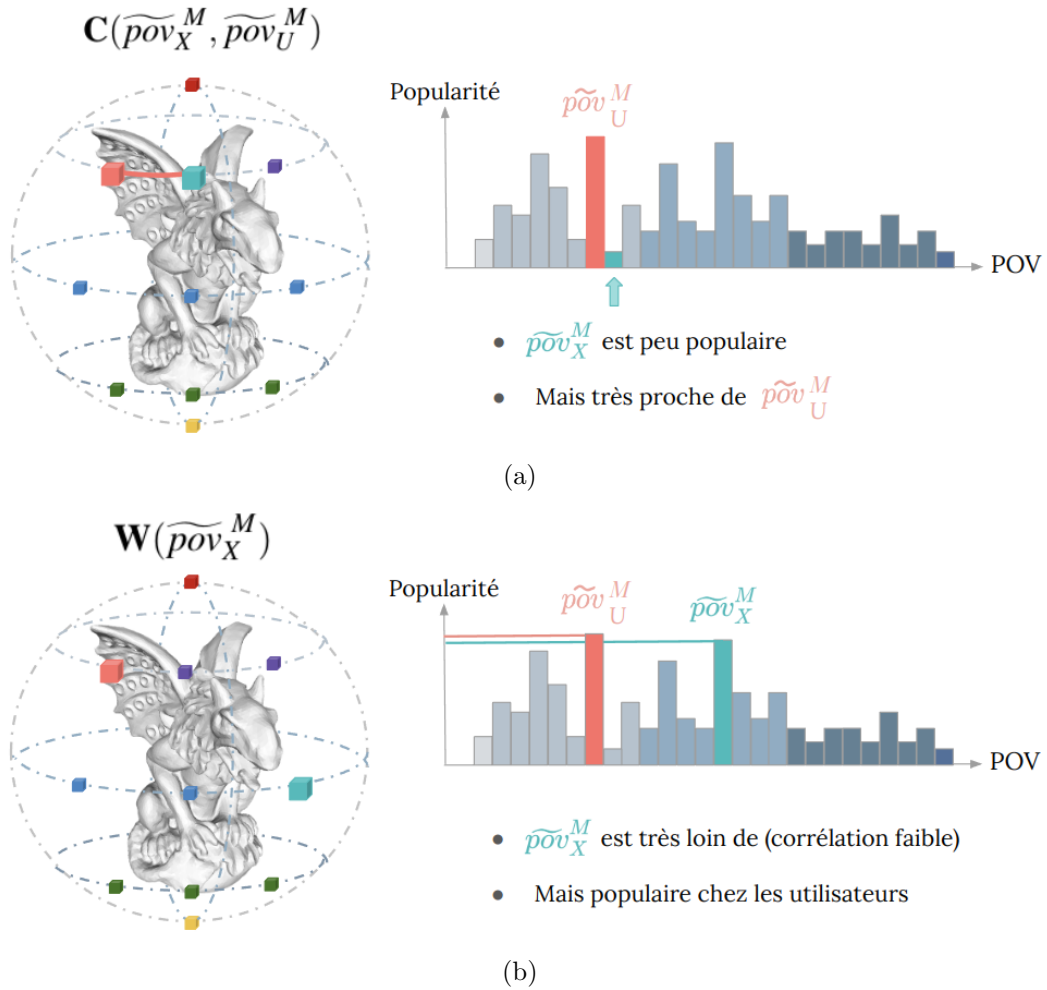 C(p͠ov_X^M, p͠ov_U^M)
Popularité
p͠ov_U^M
POV
• p͠ov_X^M est peu populaire
• Mais très proche de p͠ov_U^M
(a)
W(p͠ov_X^M)
Popularité
p͠ov_U^M
p͠ov_X^M
POV
• p͠ov_X^M est très loin de (corrélation faible)
• Mais populaire chez les utilisateurs
(b)